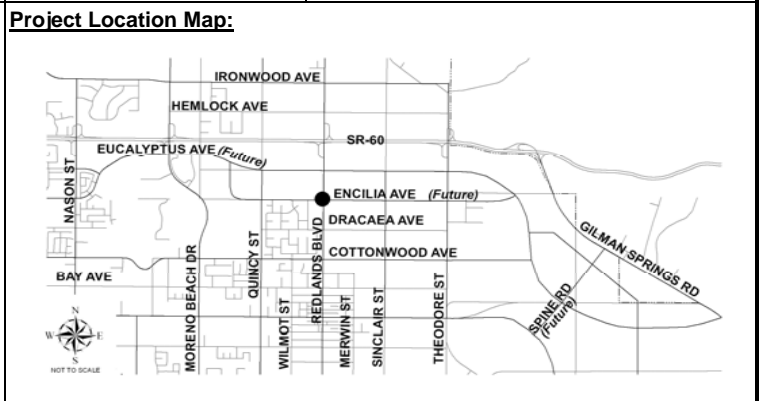 Project Location Map:
IRONWOOD AVE
HEMLOCK AVE
SR-60
EUCALYPTUS AVE (Future)
NASON ST
ENCILIA AVE (Future)
DRACAEA AVE
COTTONWOOD AVE
GILMAN SPRINGS RD
BAY AVE
MORENO BEACH DR
QUINCY ST
WILMOT ST
REDLANDS BLVD
MERWIN ST
SINCLAIR ST
THEODORE ST
SPINE RD
(Future)
N
W E
S
NOT TO SCALE